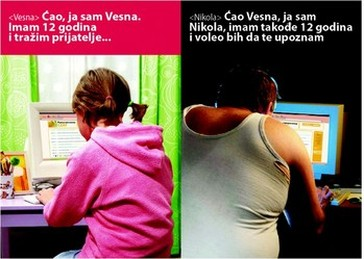 <Vesna> Ćao, ja sam Vesna.
Imam 12 godina
i tražim prijatelje...
<Nikola> Ćao Vesna, ja sam
Nikola, imam takođe 12 godina
i voleo bih da te upoznam